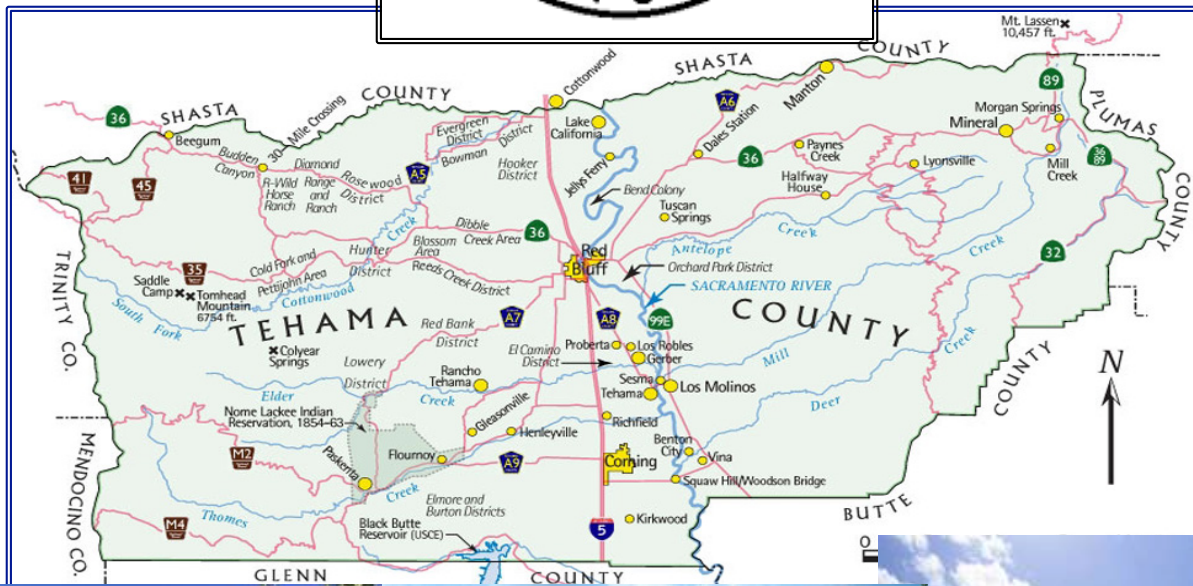 Mt. Lassen
10,457 ft.
SHASTA COUNTY
SHASTA COUNTY
PLUMAS
COUNTY
36
Cottonwood
89
A6
Manton
Morgan Springs
Mineral
30 Mile Crossing
Beegum
Budden
Canyon
Evergreen
District
Bowman District
Lake
California
Dales Station
36
Paynes
Creek
Lyonsville
Mill
Creek
36
89
41
45
Diamond
Range
and
Ranch
R-Wild
Horse
Ranch
Rosewood
District
A5
Hooker
District
Jellys Ferry
Bend Colony
Halfway
House
Tuscan
Springs
Creek
Dibble
Creek Area
36
Blossom
Area
Hunter
District
Red
Bluff
Antelope
Creek
Creek
32
TRINITY CO.
35
Cold Fork and
Pettijohn Area
Reeds Creek District
Orchard Park District
SACRAMENTO RIVER
Saddle
Camp
Tomhead
Mountain
6754 ft.
Cottonwood
South Fork
TEHAMA COUNTY
A7
A8
99E
Red Bank
District
Colyear
Springs
Proberta
Los Robles
Gerber
El Camino
District
Mill
Creek
Lowery
District
Rancho
Tehama
Sesma
Tehama
Los Molinos
Elder
Creek
Deer
COUNTY
N
Nome Lackee Indian
Reservation, 1854-63
Gleasonville
Henleyville
Richfield
MENDOCINO CO.
M2
Flournoy
Paskenta
A9
Corning
Benton
City
Vina
Squaw Hill/Woodson Bridge
Creek
Thomes
Elmore and
Burton Districts
BUTTE
M4
Black Butte
Reservoir (USCE)
5
Kirkwood
0
GLENN COUNTY